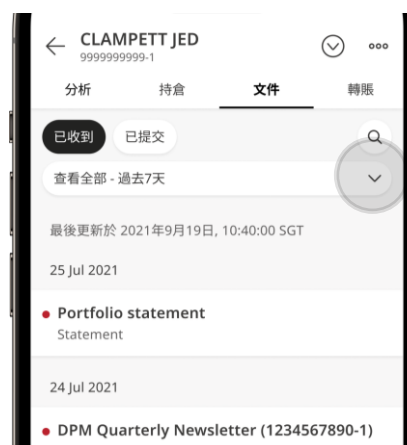 CLAMPETT JED
9999999999-1
分析 持倉 文件 轉賬
已收到 已提交
查看全部 - 過去7天
最後更新於 2021年9月19日, 10:40:00 SGT
25 Jul 2021
Portfolio statement
Statement
24 Jul 2021
DPM Quarterly Newsletter (1234567890-1)